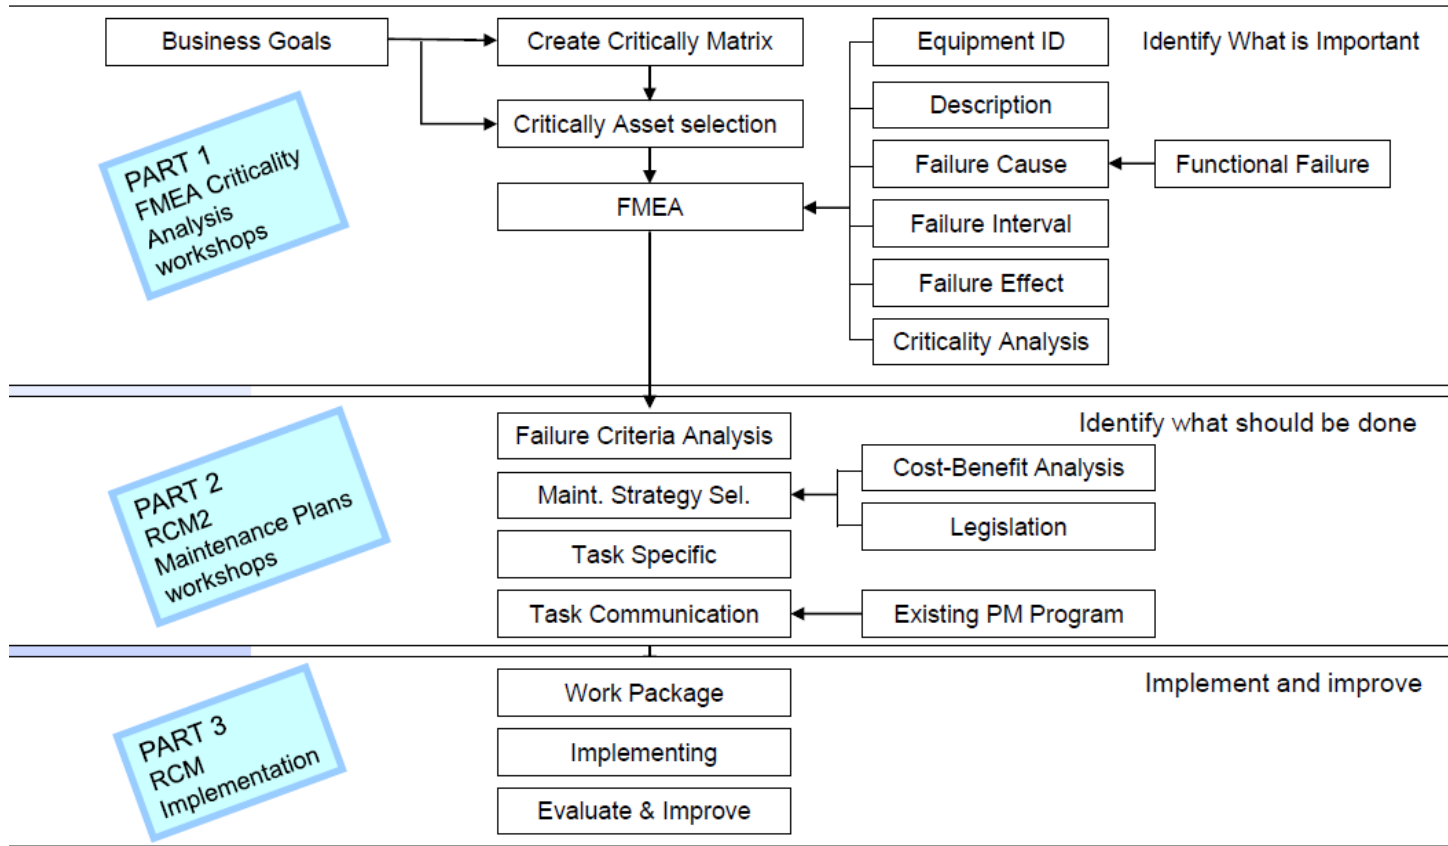 Business Goals
Create Critically Matrix
Equipment ID
Identify What is Important
Critically Asset selection
Description
PART 1
FMEA Criticality
Analysis
workshops
Failure Cause
Functional Failure
FMEA
Failure Interval
Failure Effect
Criticality Analysis
Failure Criteria Analysis
Identify what should be done
Cost-Benefit Analysis
PART 2
RCM2
Maintenance Plans
workshops
Maint. Strategy Sel.
Legislation
Task Specific
Task Communication
Existing PM Program
Work Package
Implement and improve
PART 3
RCM
Implementation
Implementing
Evaluate & Improve